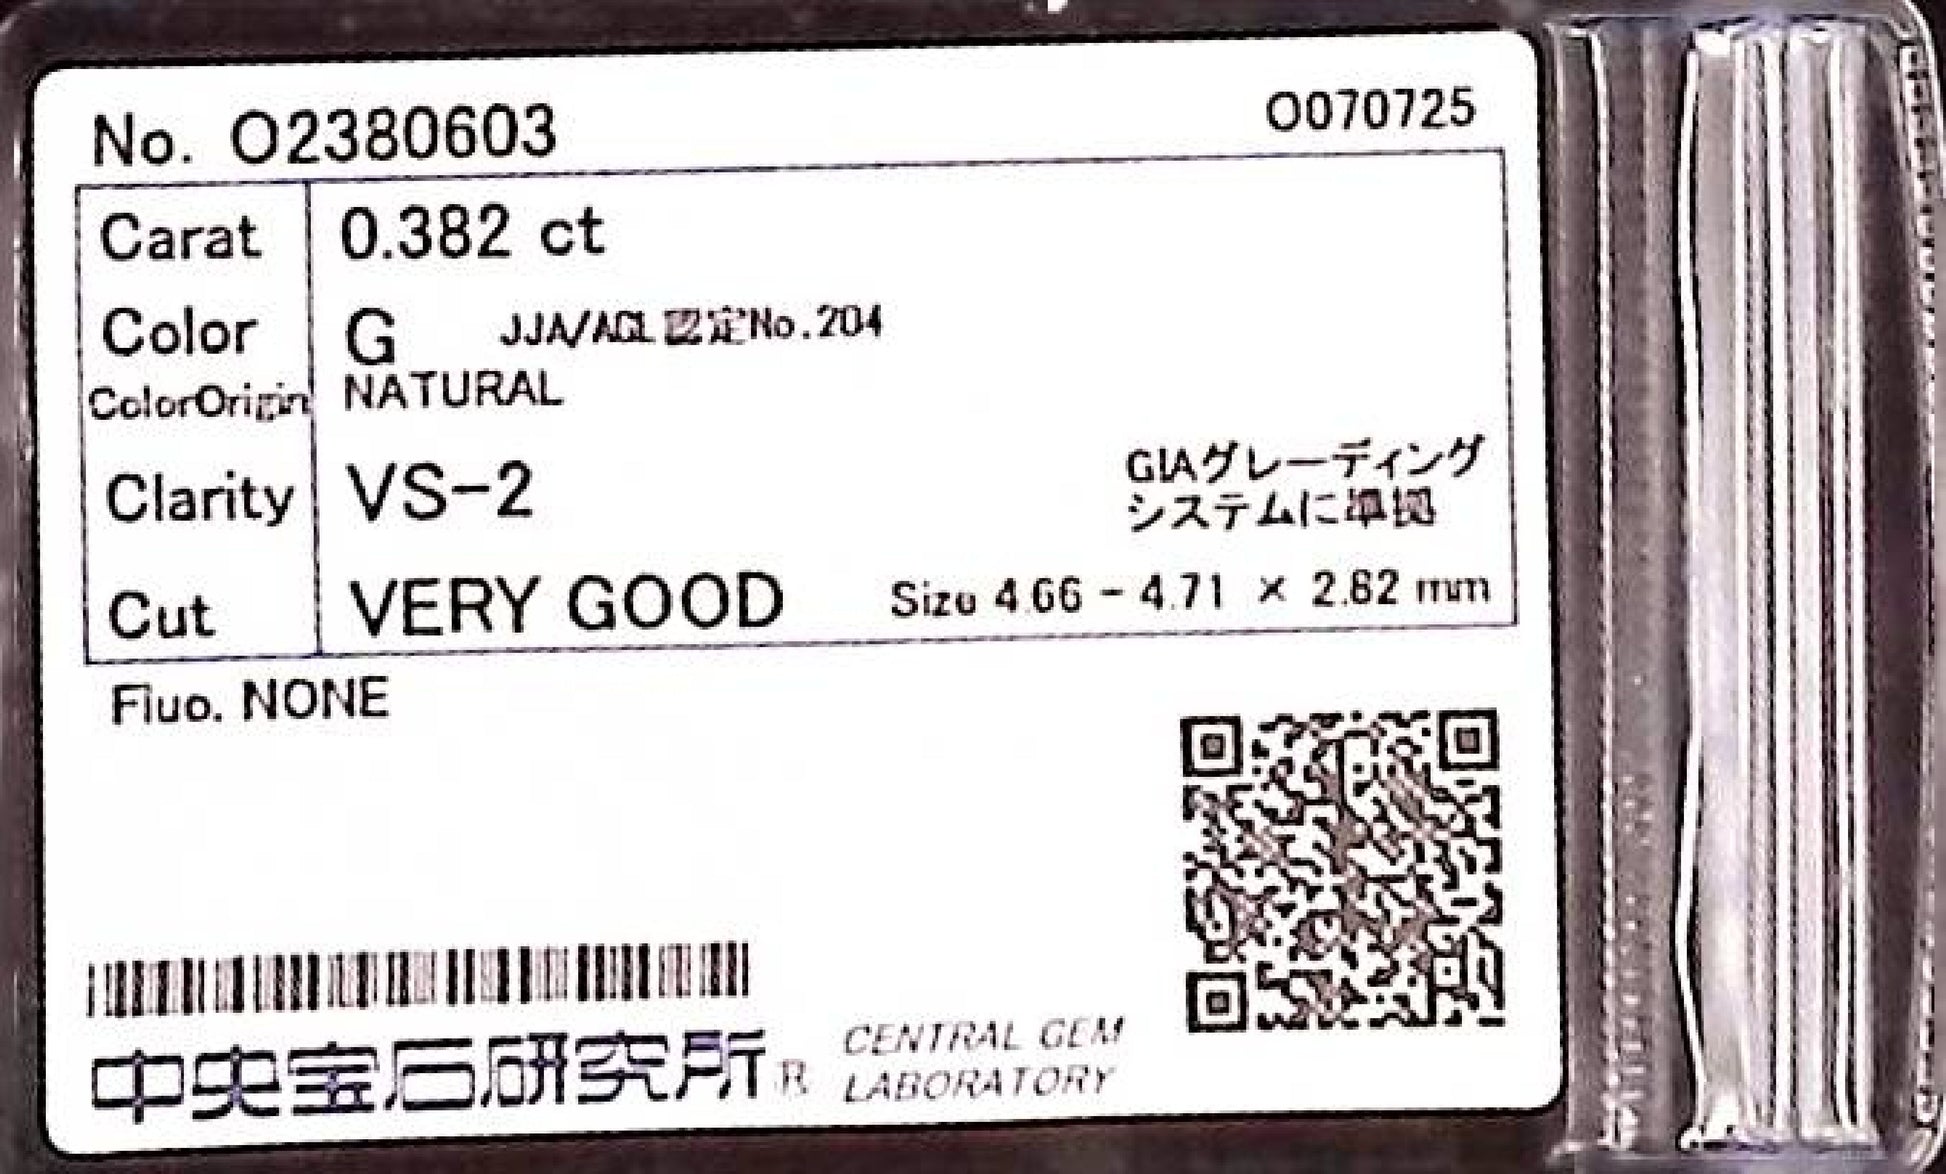 No. O2380603
O070725
Carat 0.382 ct
Color G JJA/AGL認定No.204
ColorOrigin NATURAL
Clarity VS-2
GIAグレーディング
システムに準拠
Cut VERY GOOD Size 4.66 - 4.71 × 2.82 mm
Fluo. NONE
中央宝石研究所® CENTRAL GEM
LABORATORY